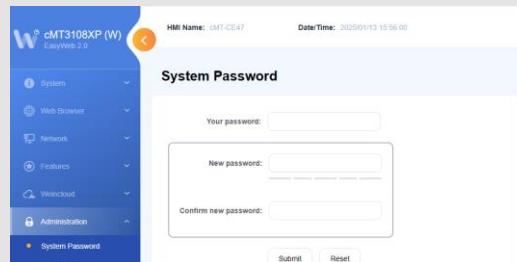 cMT3108XP (W)
EasyWeb 2.0
HMI Name: cMT-CE47 Date/Time: 2025/01/13 15:56:00
System
Web Browser
Network
Features
Weincloud
Administration
System Password
System Password
Your password:
New password:
Confirm new password:
Submit Reset